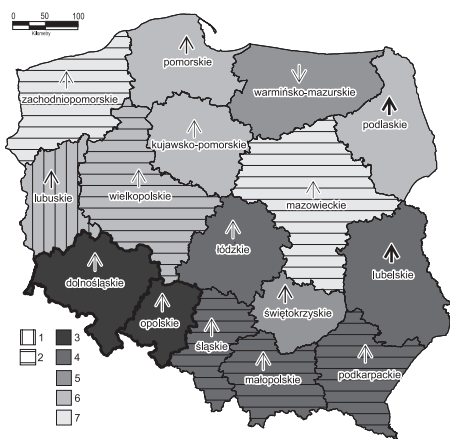 0 50 100
Kilometry
pomorskie
warmińsko-mazurskie
zachodniopomorskie
podlaskie
kujawsko-pomorskie
lubuskie
wielkopolskie
mazowieckie
łódzkie
lubelskie
dolnośląskie
opolskie
świętokrzyskie
śląskie
małopolskie
podkarpackie
1 3
2 4
5
6
7